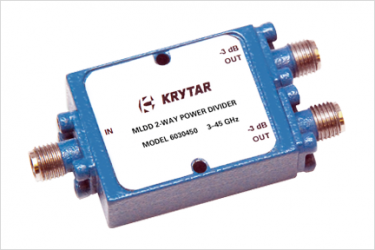 -3 dB
OUT
KRYTAR
IN
MLDD 2-WAY POWER DIVIDER
MODEL 6030450 3-45 GHz
-3 dB
OUT